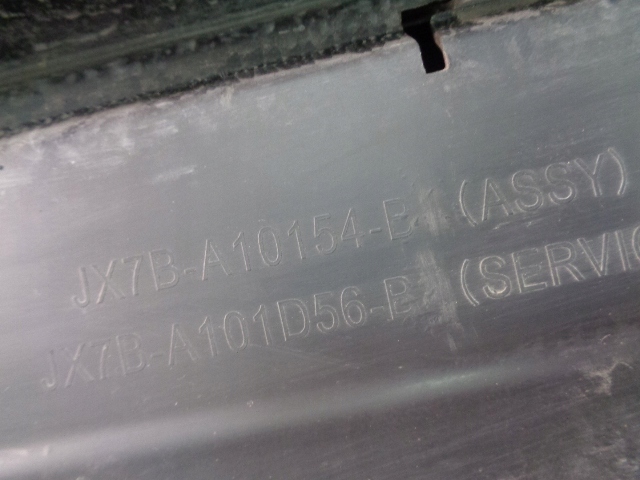 JX7B-A10154-B (ASSY)
JX7B-A101D56-B (SERVIC